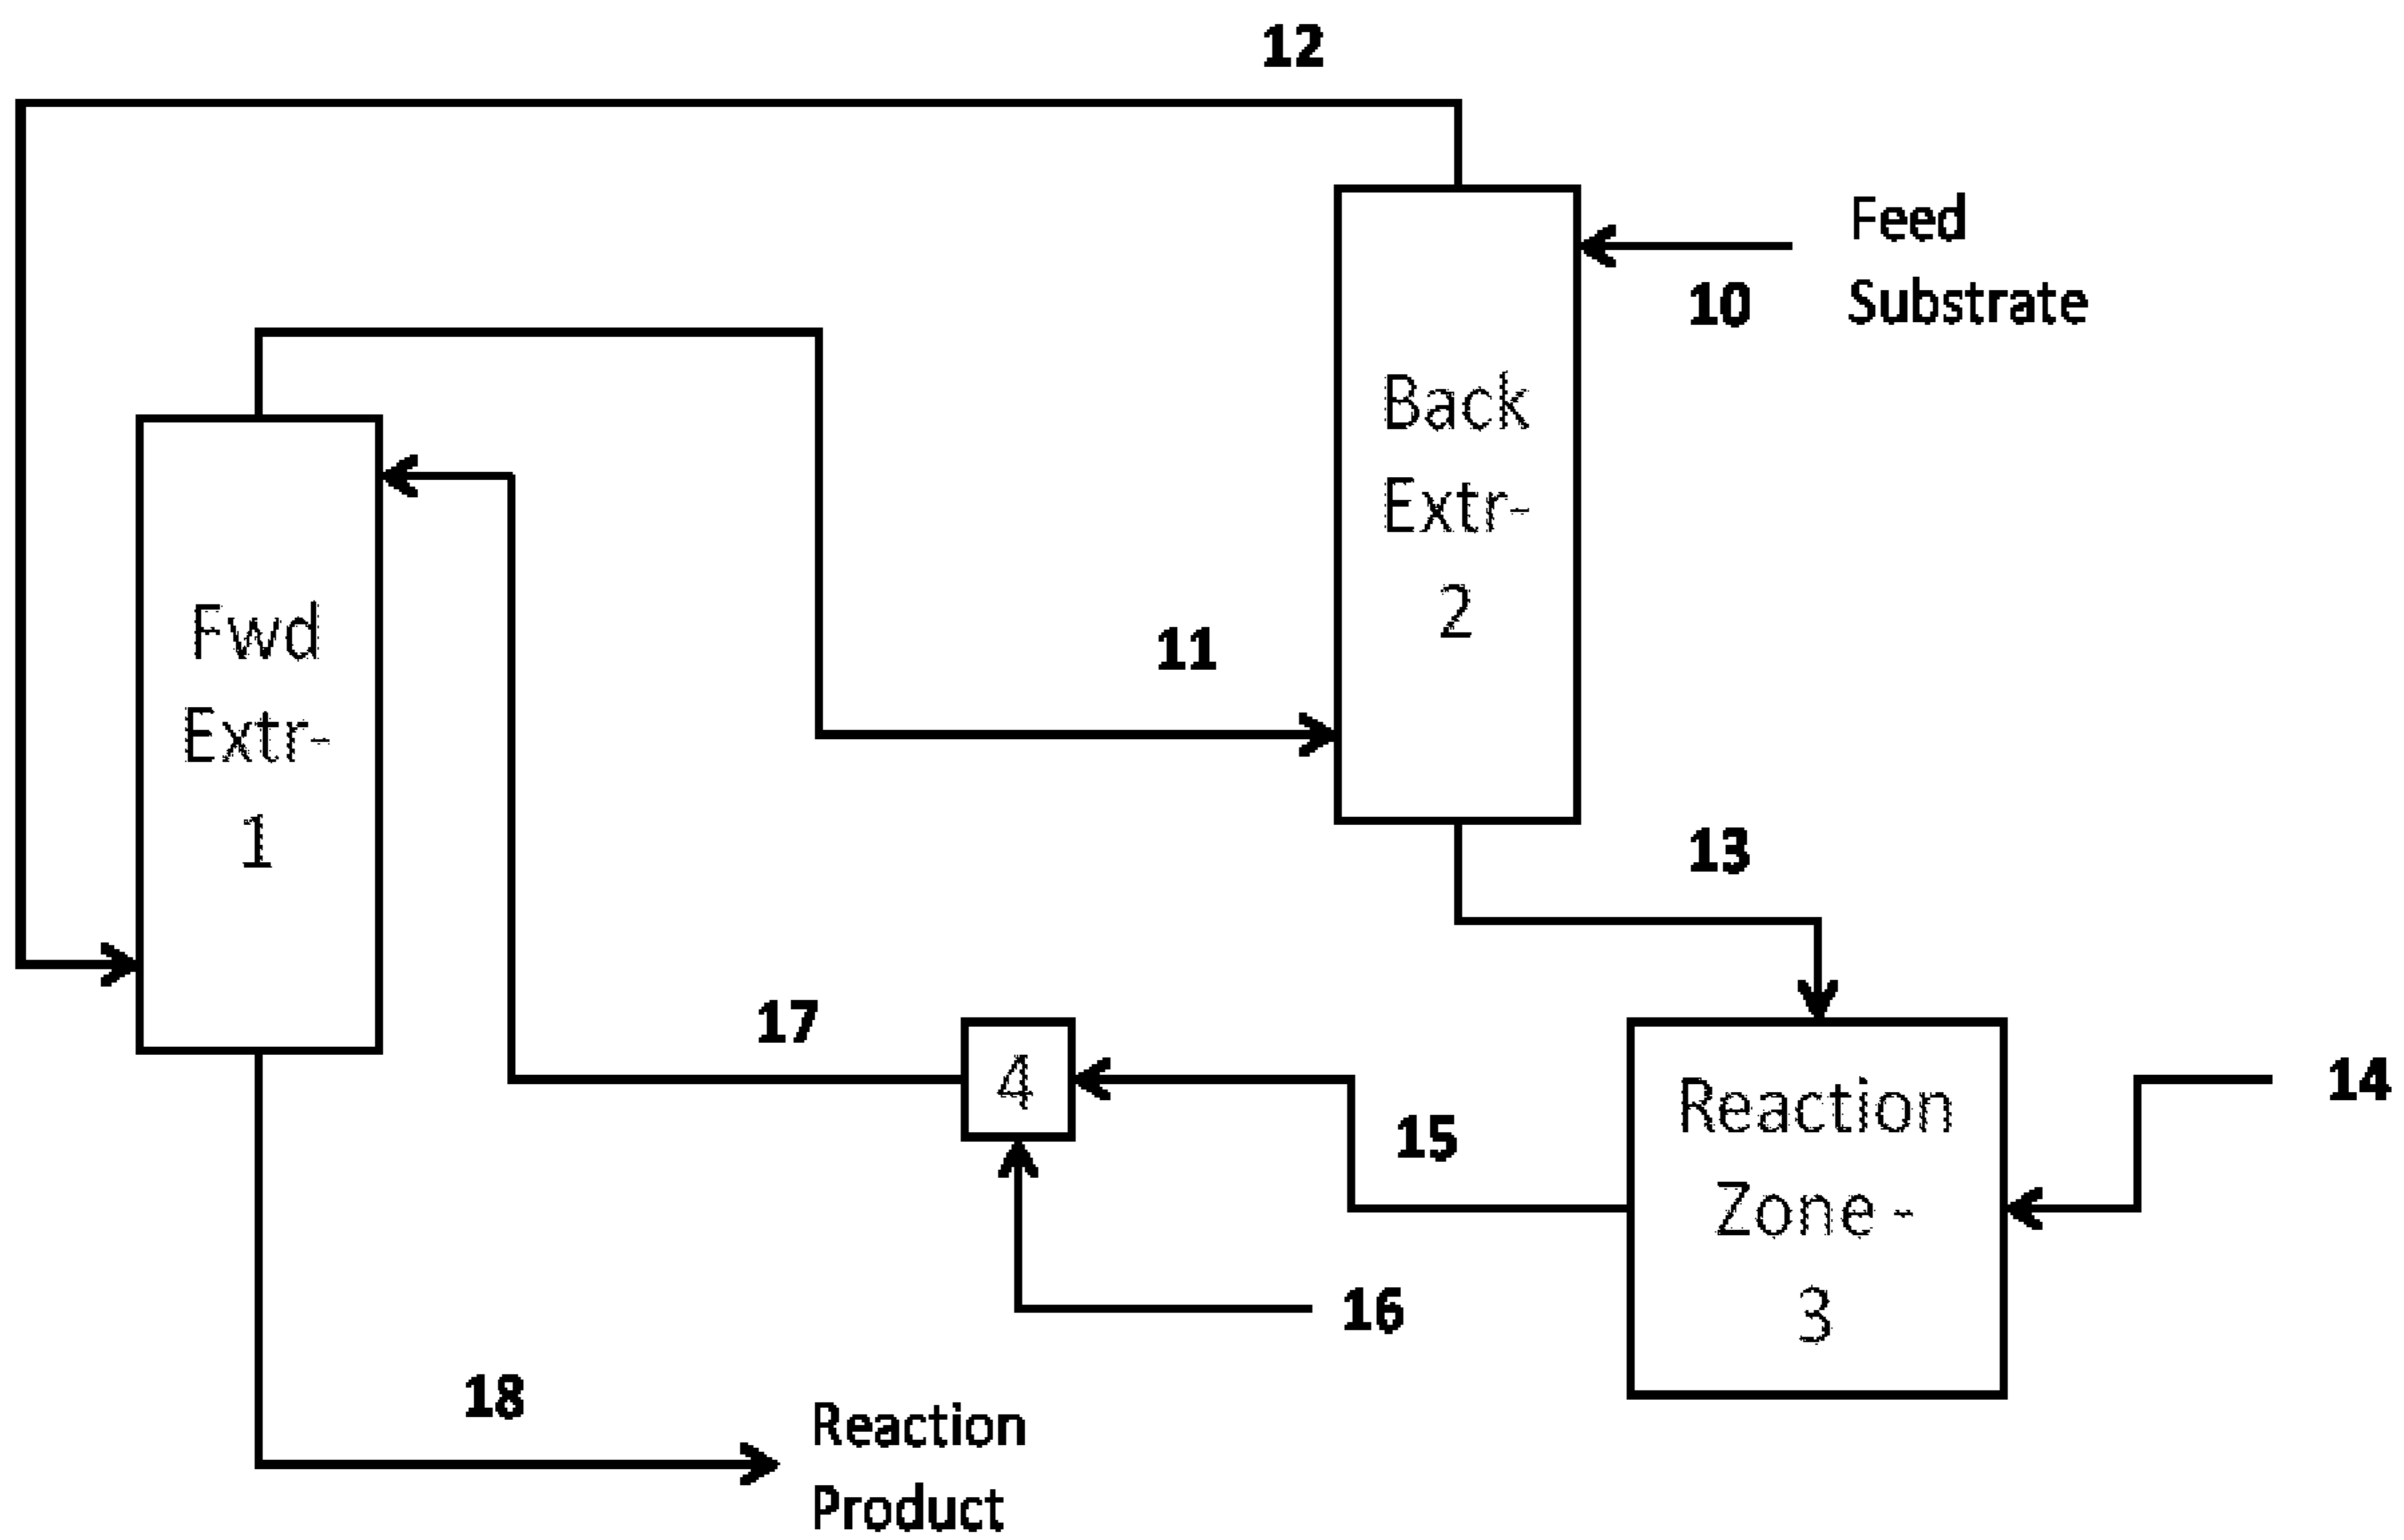 12
Feed
10
Substrate
Back
Extr-
2
11
Fwd
Extr-
1
13
17
4
15
14
Reaction
Zone -
3
16
18
Reaction
Product